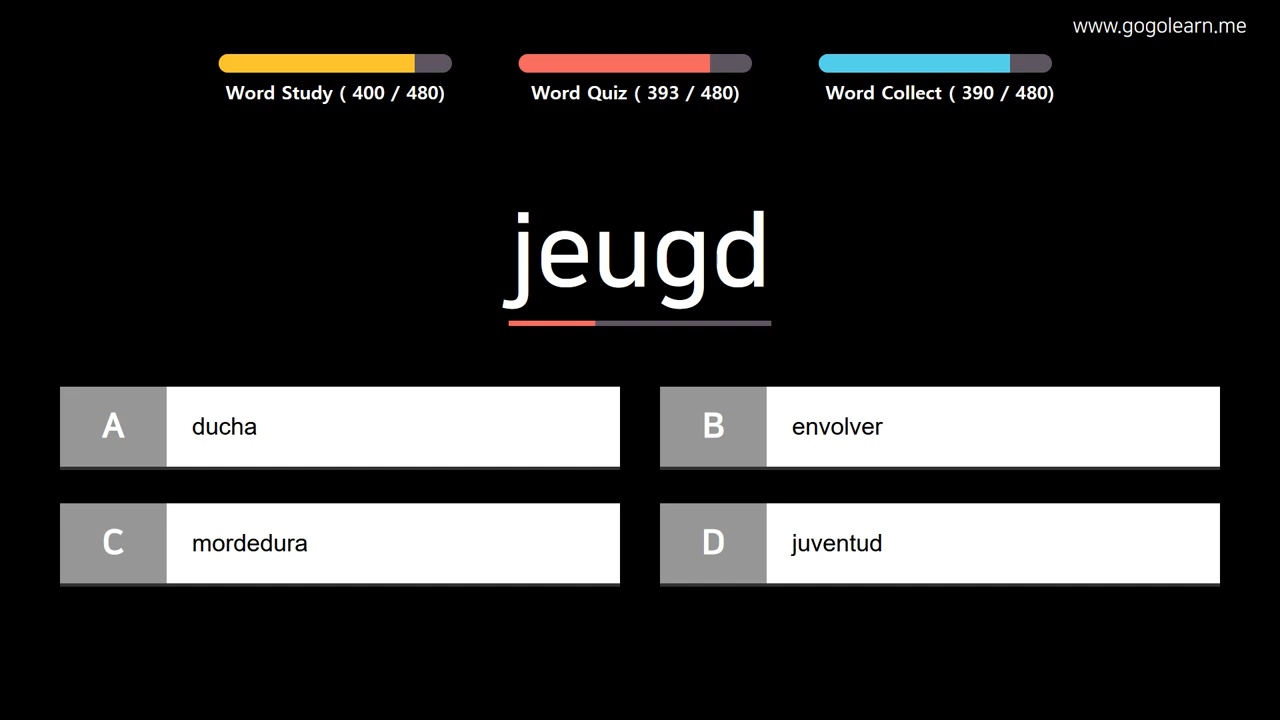 www.gogolearn.me
Word Study ( 400 / 480)
Word Quiz ( 393 / 480)
Word Collect ( 390 / 480)
jeugd
A ducha
B envolver
C mordedura
D juventud